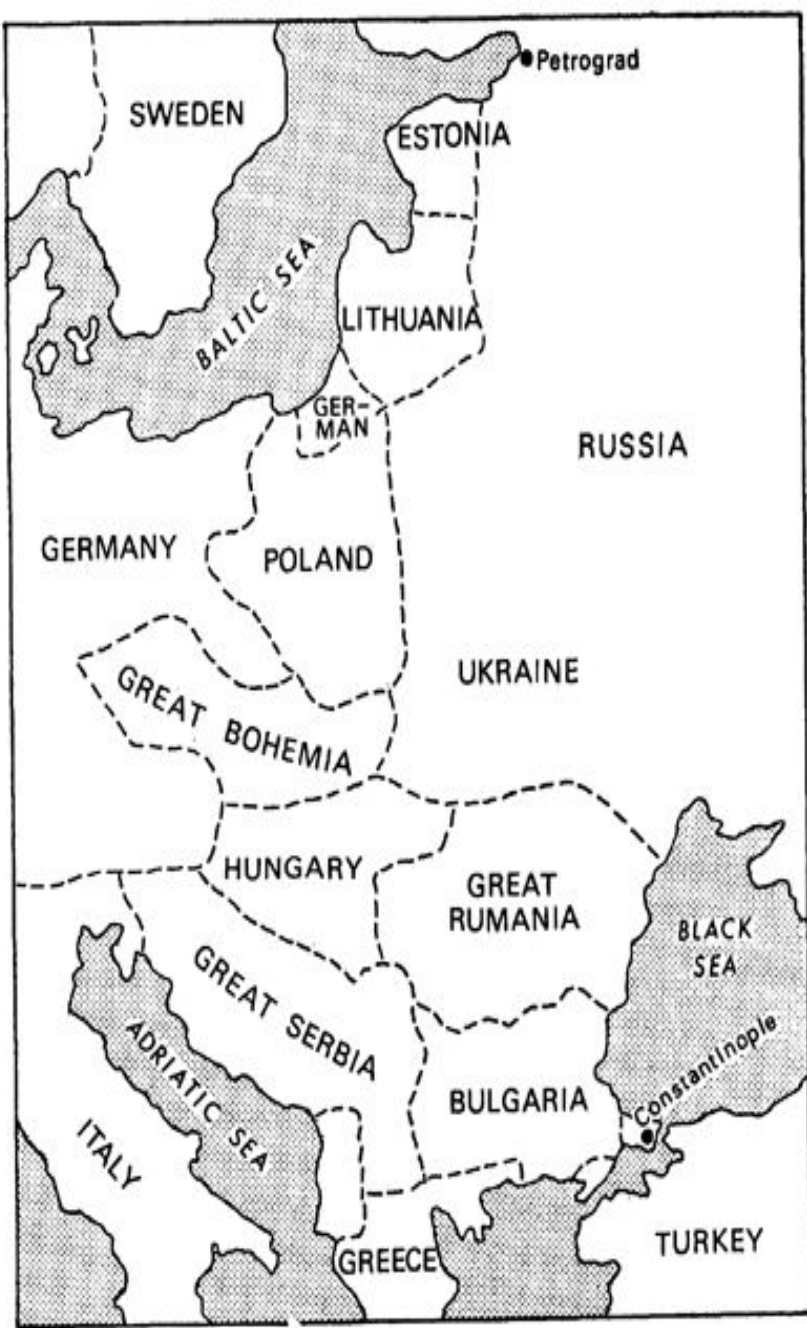 Petrograd
SWEDEN
ESTONIA
BALTIC SEA
LITHUANIA
GER-
MAN
RUSSIA
GERMANY
POLAND
UKRAINE
GREAT BOHEMIA
HUNGARY
GREAT
RUMANIA
BLACK
SEA
GREAT SERBIA
ADRIATIC SEA
BULGARIA
Constantinople
ITALY
GREECE
TURKEY